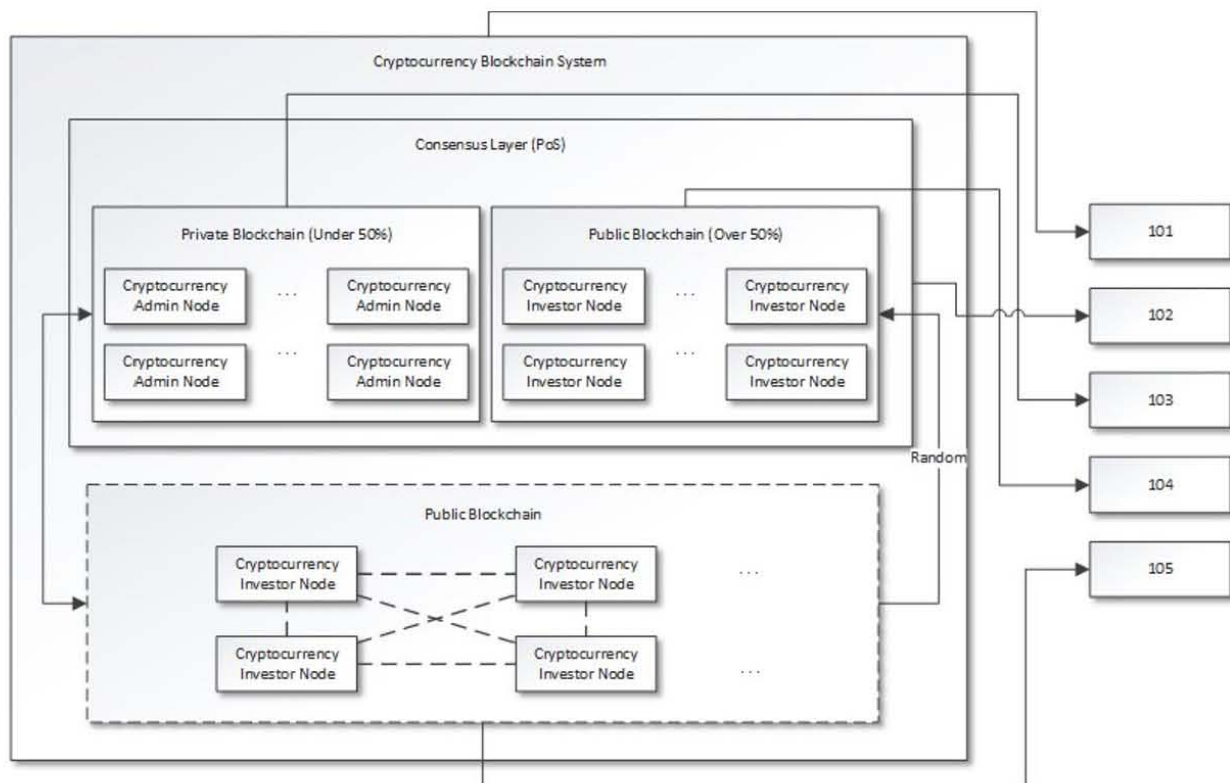 Cryptocurrency Blockchain System
Consensus Layer (PoS)
Private Blockchain (Under 50%)
Cryptocurrency
Admin Node
...
Cryptocurrency
Admin Node
Cryptocurrency
Admin Node
...
Cryptocurrency
Admin Node
Public Blockchain (Over 50%)
Cryptocurrency
Investor Node
...
Cryptocurrency
Investor Node
Cryptocurrency
Investor Node
...
Cryptocurrency
Investor Node
Random
Public Blockchain
Cryptocurrency
Investor Node
Cryptocurrency
Investor Node
...
Cryptocurrency
Investor Node
Cryptocurrency
Investor Node
...
101
102
103
104
105